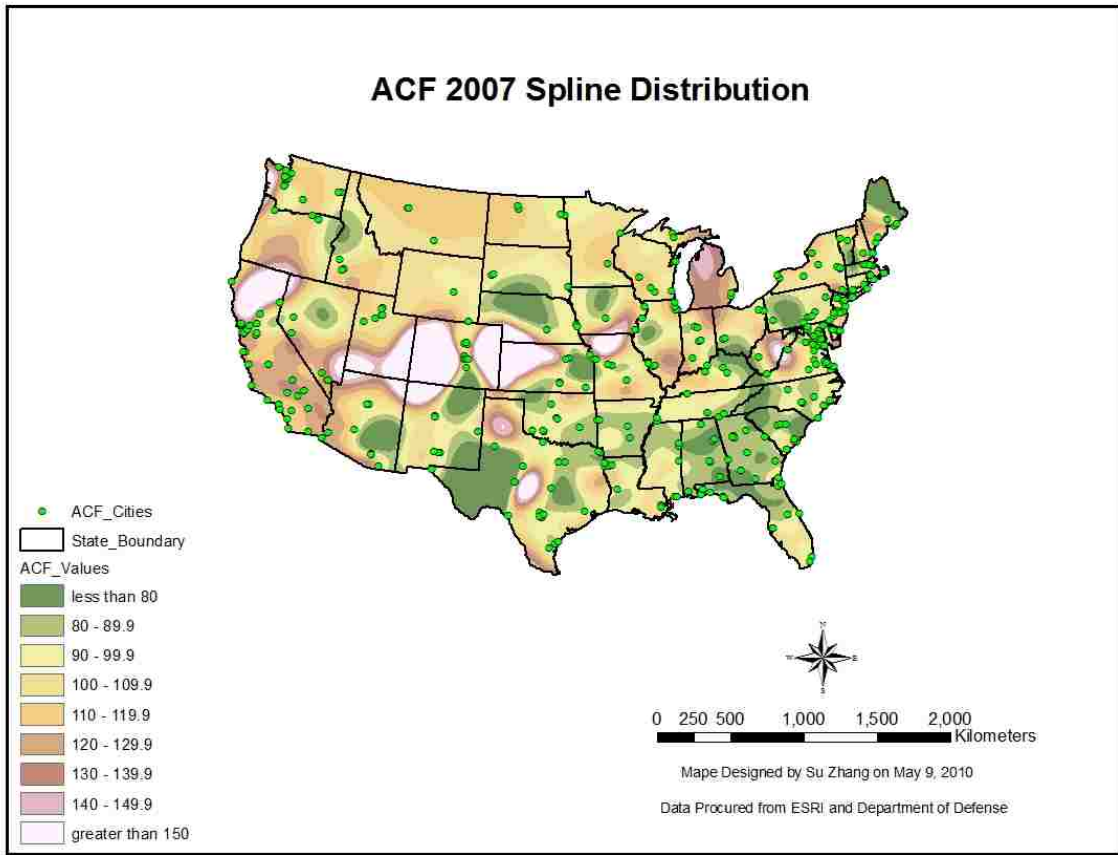 ACF 2007 Spline Distribution
ACF_Cities
State_Boundary
ACF_Values
less than 80
80 - 89.9
90 - 99.9
100 - 109.9
110 - 119.9
120 - 129.9
130 - 139.9
140 - 149.9
greater than 150
N
W E
S
0 250 500 1,000 1,500 2,000
Kilometers
Mape Designed by Su Zhang on May 9, 2010
Data Procured from ESRI and Department of Defense